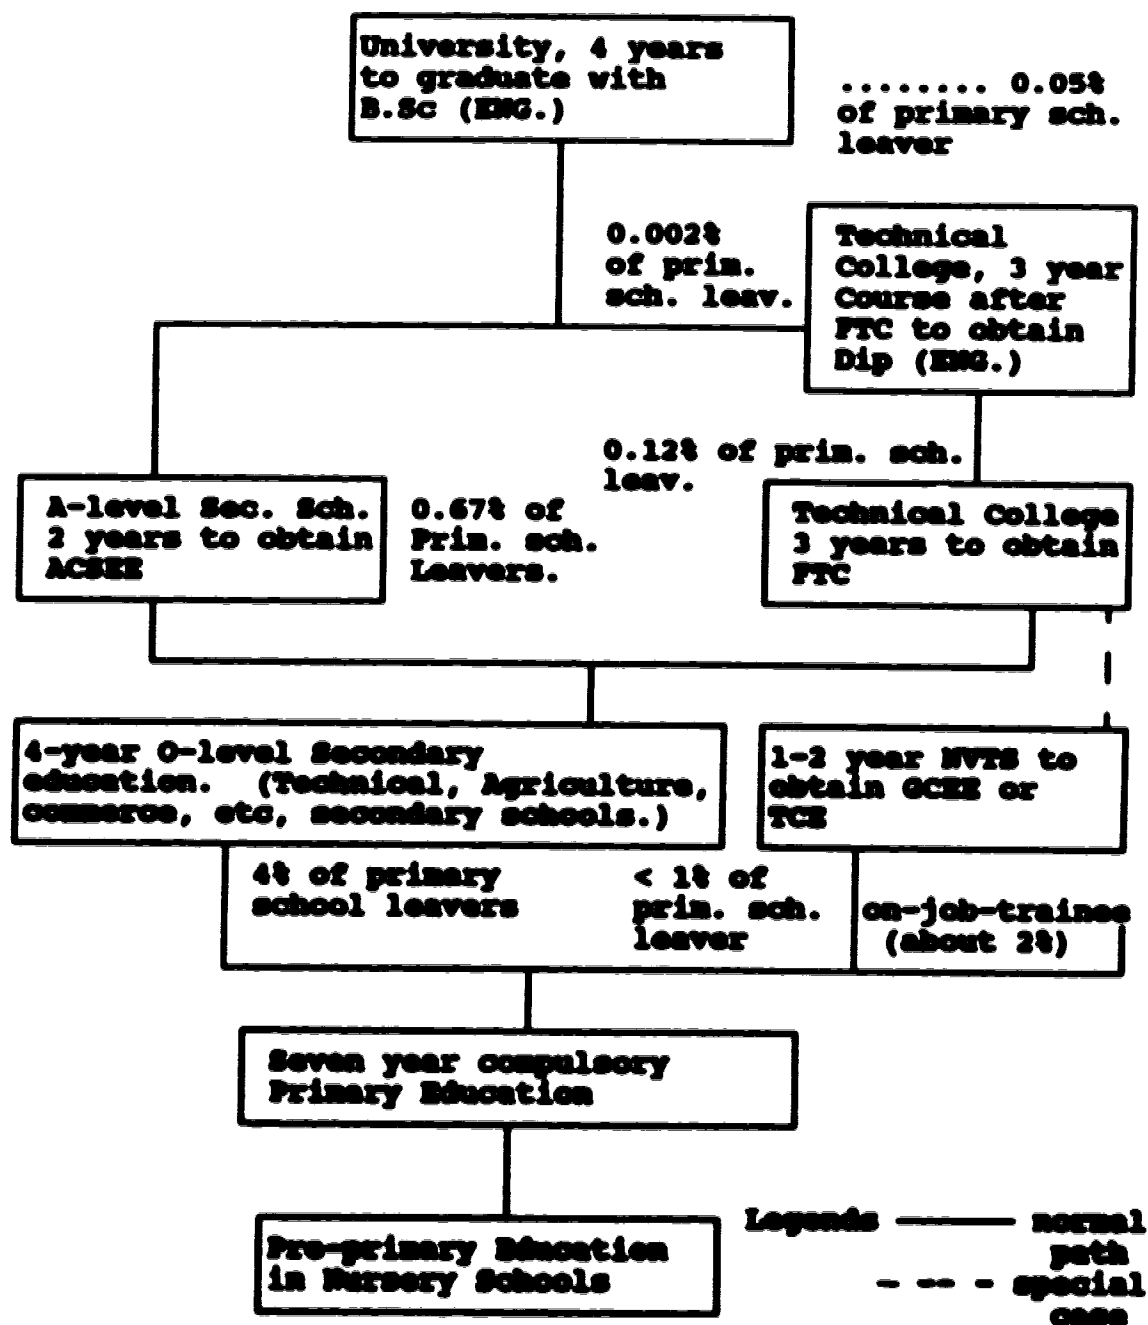 University, 4 years
to graduate with
B.Sc (ENG.)
........ 0.05%
of primary sch.
leaver
0.002%
of prim.
sch. leav.
Technical
College, 3 year
Course after
FTC to obtain
Dip (ENG.)
0.12% of prim. sch.
leav.
A-level Sec. Sch.
2 years to obtain
ACSEE
0.67% of
Prim. sch.
Leavers.
Technical College
3 years to obtain
FTC
4-year O-level Secondary
education. (Technical, Agriculture,
commerce, etc, secondary schools.)
1-2 year NVTS to
obtain GCEE or
TCE
4% of primary
school leavers
< 1% of
prim. sch.
leaver
on-job-trainee
(about 2%)
Seven year compulsory
Primary Education
Pre-primary Education
in Nursery Schools
Legends ——— normal
path
- -- - special
case